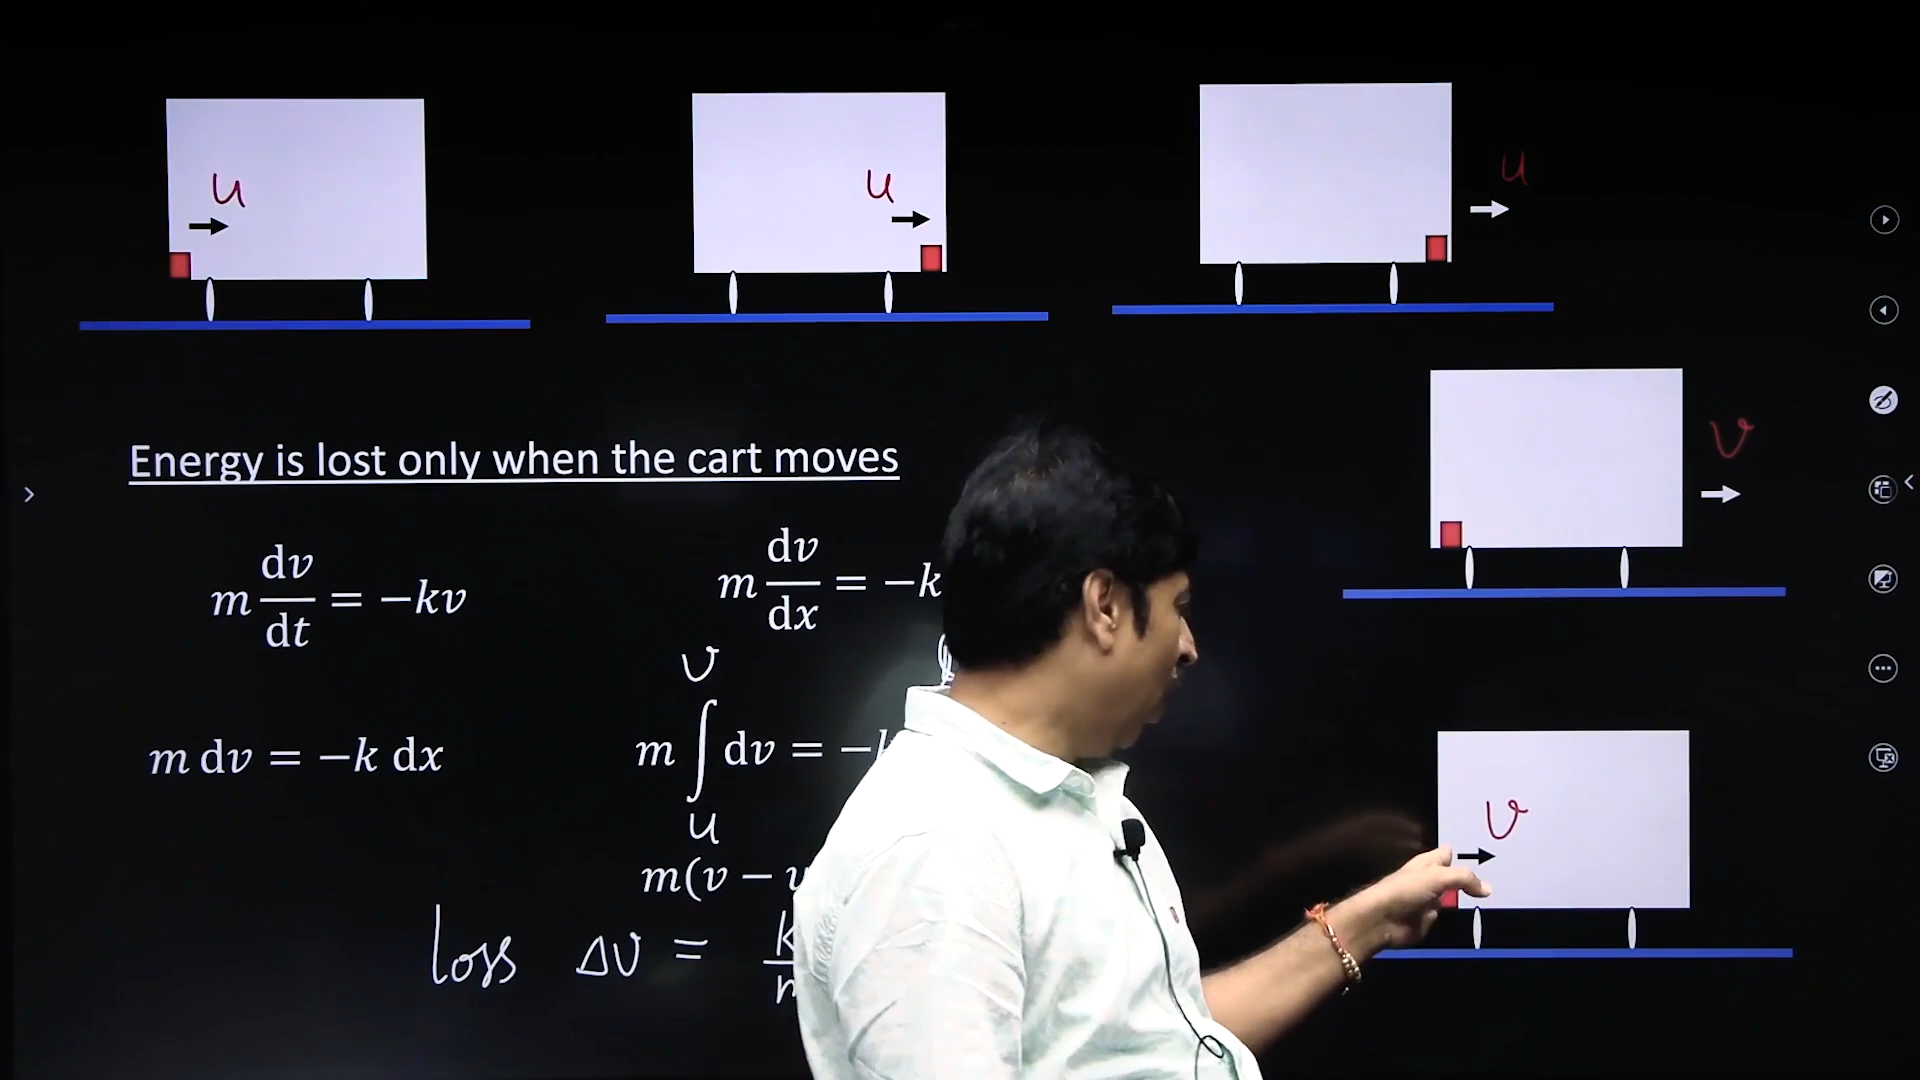 u
u
u
v
Energy is lost only when the cart moves
m dv/dt = −kv
m dv/dx = −k
m dv = −k dx
v
m ∫ dv = −k
u
m(v − u
v
loss Δv = k